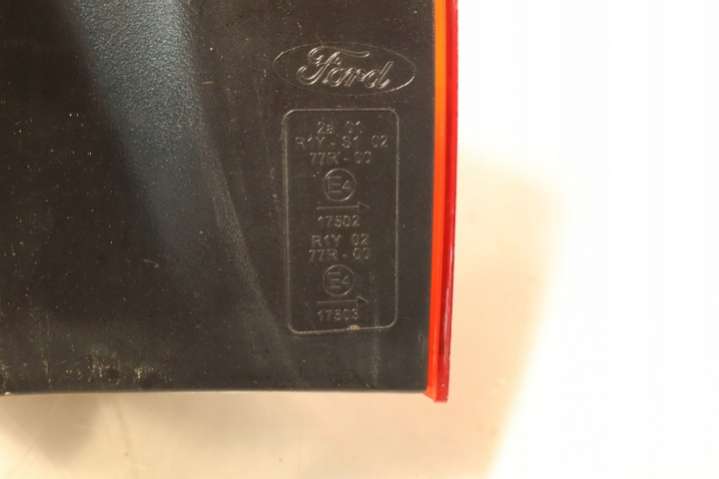 Ford
2a 01
R1Y - S1 02
77R - 00
E4
17502
R1Y 02
77R - 00
E4
17503